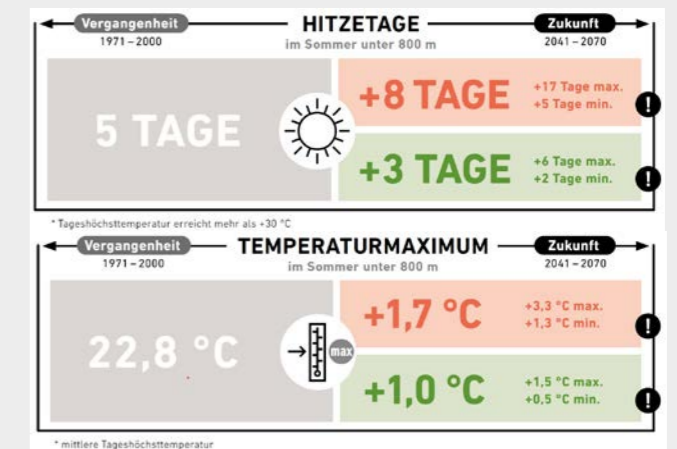 Vergangenheit HITZETAGE Zukunft
1971 – 2000 im Sommer unter 800 m 2041 – 2070
5 TAGE
+8 TAGE
+17 Tage max.
+5 Tage min.
!
+3 TAGE
+6 Tage max.
+2 Tage min.
!
* Tageshöchsttemperatur erreicht mehr als +30 °C
Vergangenheit TEMPERATURMAXIMUM Zukunft
1971 – 2000 im Sommer unter 800 m 2041 – 2070
22,8 °C
max
+1,7 °C
+3,3 °C max.
+1,3 °C min.
!
+1,0 °C
+1,5 °C max.
+0,5 °C min.
!
* mittlere Tageshöchsttemperatur